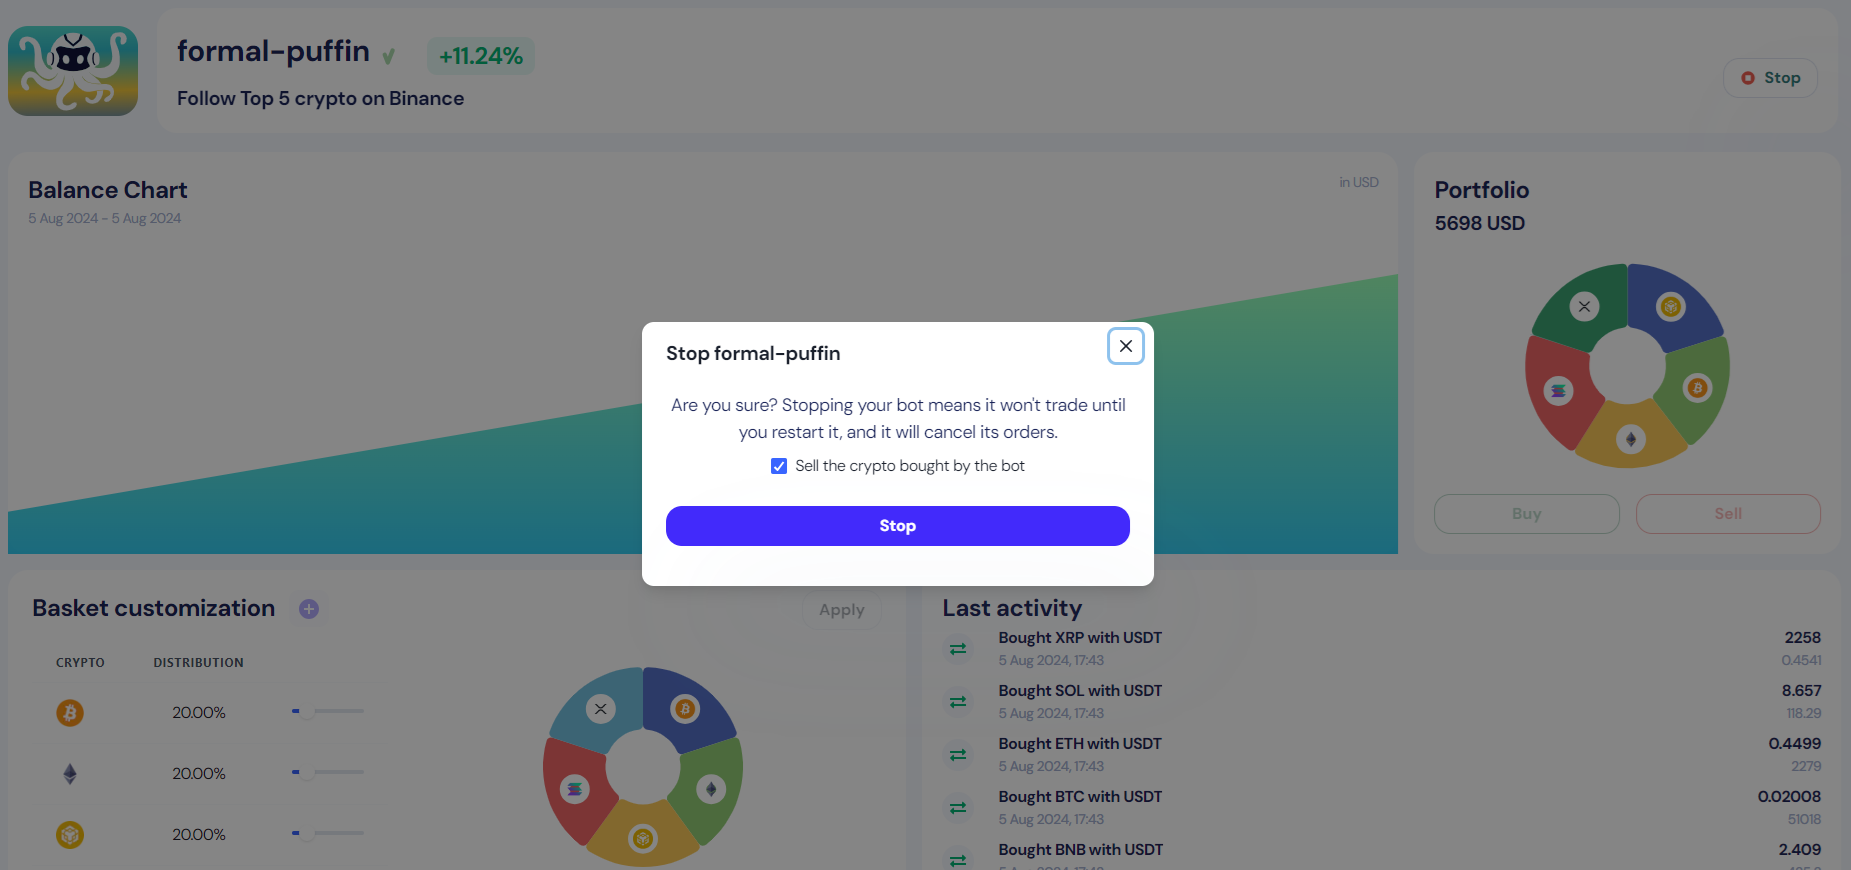 formal-puffin
+11.24%
Follow Top 5 crypto on Binance
Stop
Balance Chart
5 Aug 2024 - 5 Aug 2024
in USD
Portfolio
5698 USD
Buy
Sell
Stop formal-puffin
Are you sure? Stopping your bot means it won't trade until
you restart it, and it will cancel its orders.
Sell the crypto bought by the bot
Stop
Basket customization
Apply
CRYPTO DISTRIBUTION
20.00%
20.00%
20.00%
Last activity
Bought XRP with USDT 2258
5 Aug 2024, 17:43 0.4541
Bought SOL with USDT 8.657
5 Aug 2024, 17:43 118.29
Bought ETH with USDT 0.4499
5 Aug 2024, 17:43 2279
Bought BTC with USDT 0.02008
5 Aug 2024, 17:43 51018
Bought BNB with USDT 2.409